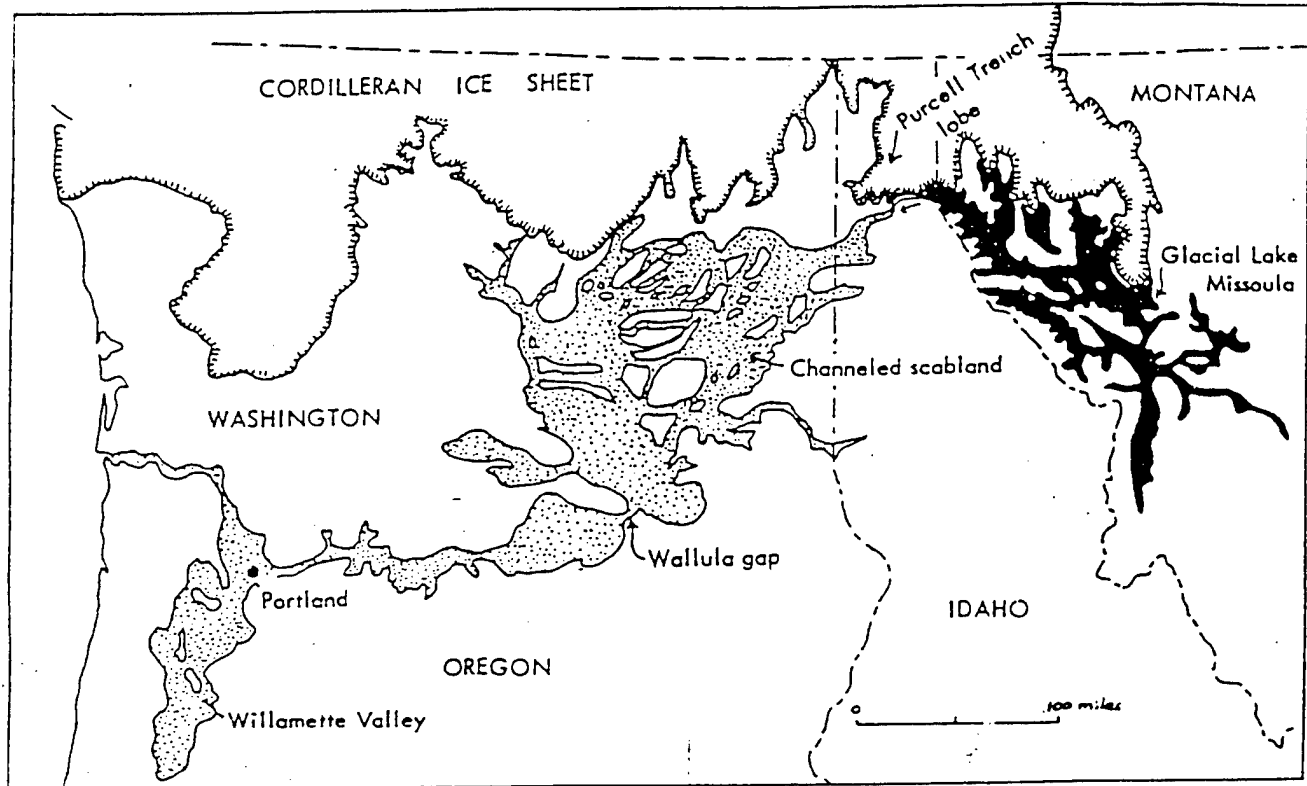 CORDILLERAN ICE SHEET
Purcell Trench
lobe
MONTANA
Glacial Lake
Missoula
Channeled scabland
WASHINGTON
Wallula gap
Portland
IDAHO
OREGON
Willamette Valley
0 100 miles